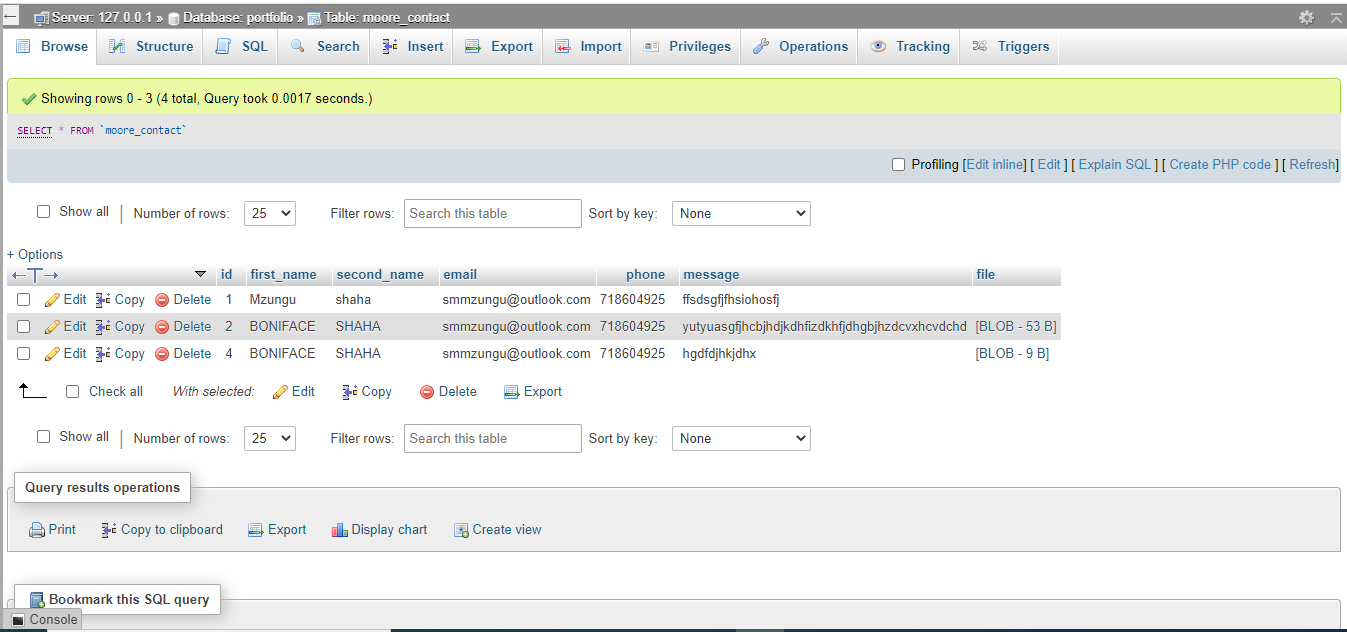 Server: 127.0.0.1 » Database: portfolio » Table: moore_contact
Browse Structure SQL Search Insert Export Import Privileges Operations Tracking Triggers
Showing rows 0 - 3 (4 total, Query took 0.0017 seconds.)
SELECT * FROM `moore_contact`
Profiling [Edit inline] [ Edit ] [ Explain SQL ] [ Create PHP code ] [ Refresh]
Show all | Number of rows: 25 Filter rows: Search this table Sort by key: None
+ Options
←T→ id first_name second_name email phone message file
Edit Copy Delete 1 Mzungu shaha smmzungu@outlook.com 718604925 ffsdsgfjfhsiohosfj
Edit Copy Delete 2 BONIFACE SHAHA smmzungu@outlook.com 718604925 yutyuasgfjhcbjhdjkdhfizdkhfjdhgbjhzdcvxhcvdchd [BLOB - 53 B]
Edit Copy Delete 4 BONIFACE SHAHA smmzungu@outlook.com 718604925 hgdfdjhkjdhx [BLOB - 9 B]
Check all With selected: Edit Copy Delete Export
Show all | Number of rows: 25 Filter rows: Search this table Sort by key: None
Query results operations
Print Copy to clipboard Export Display chart Create view
Bookmark this SQL query
Console